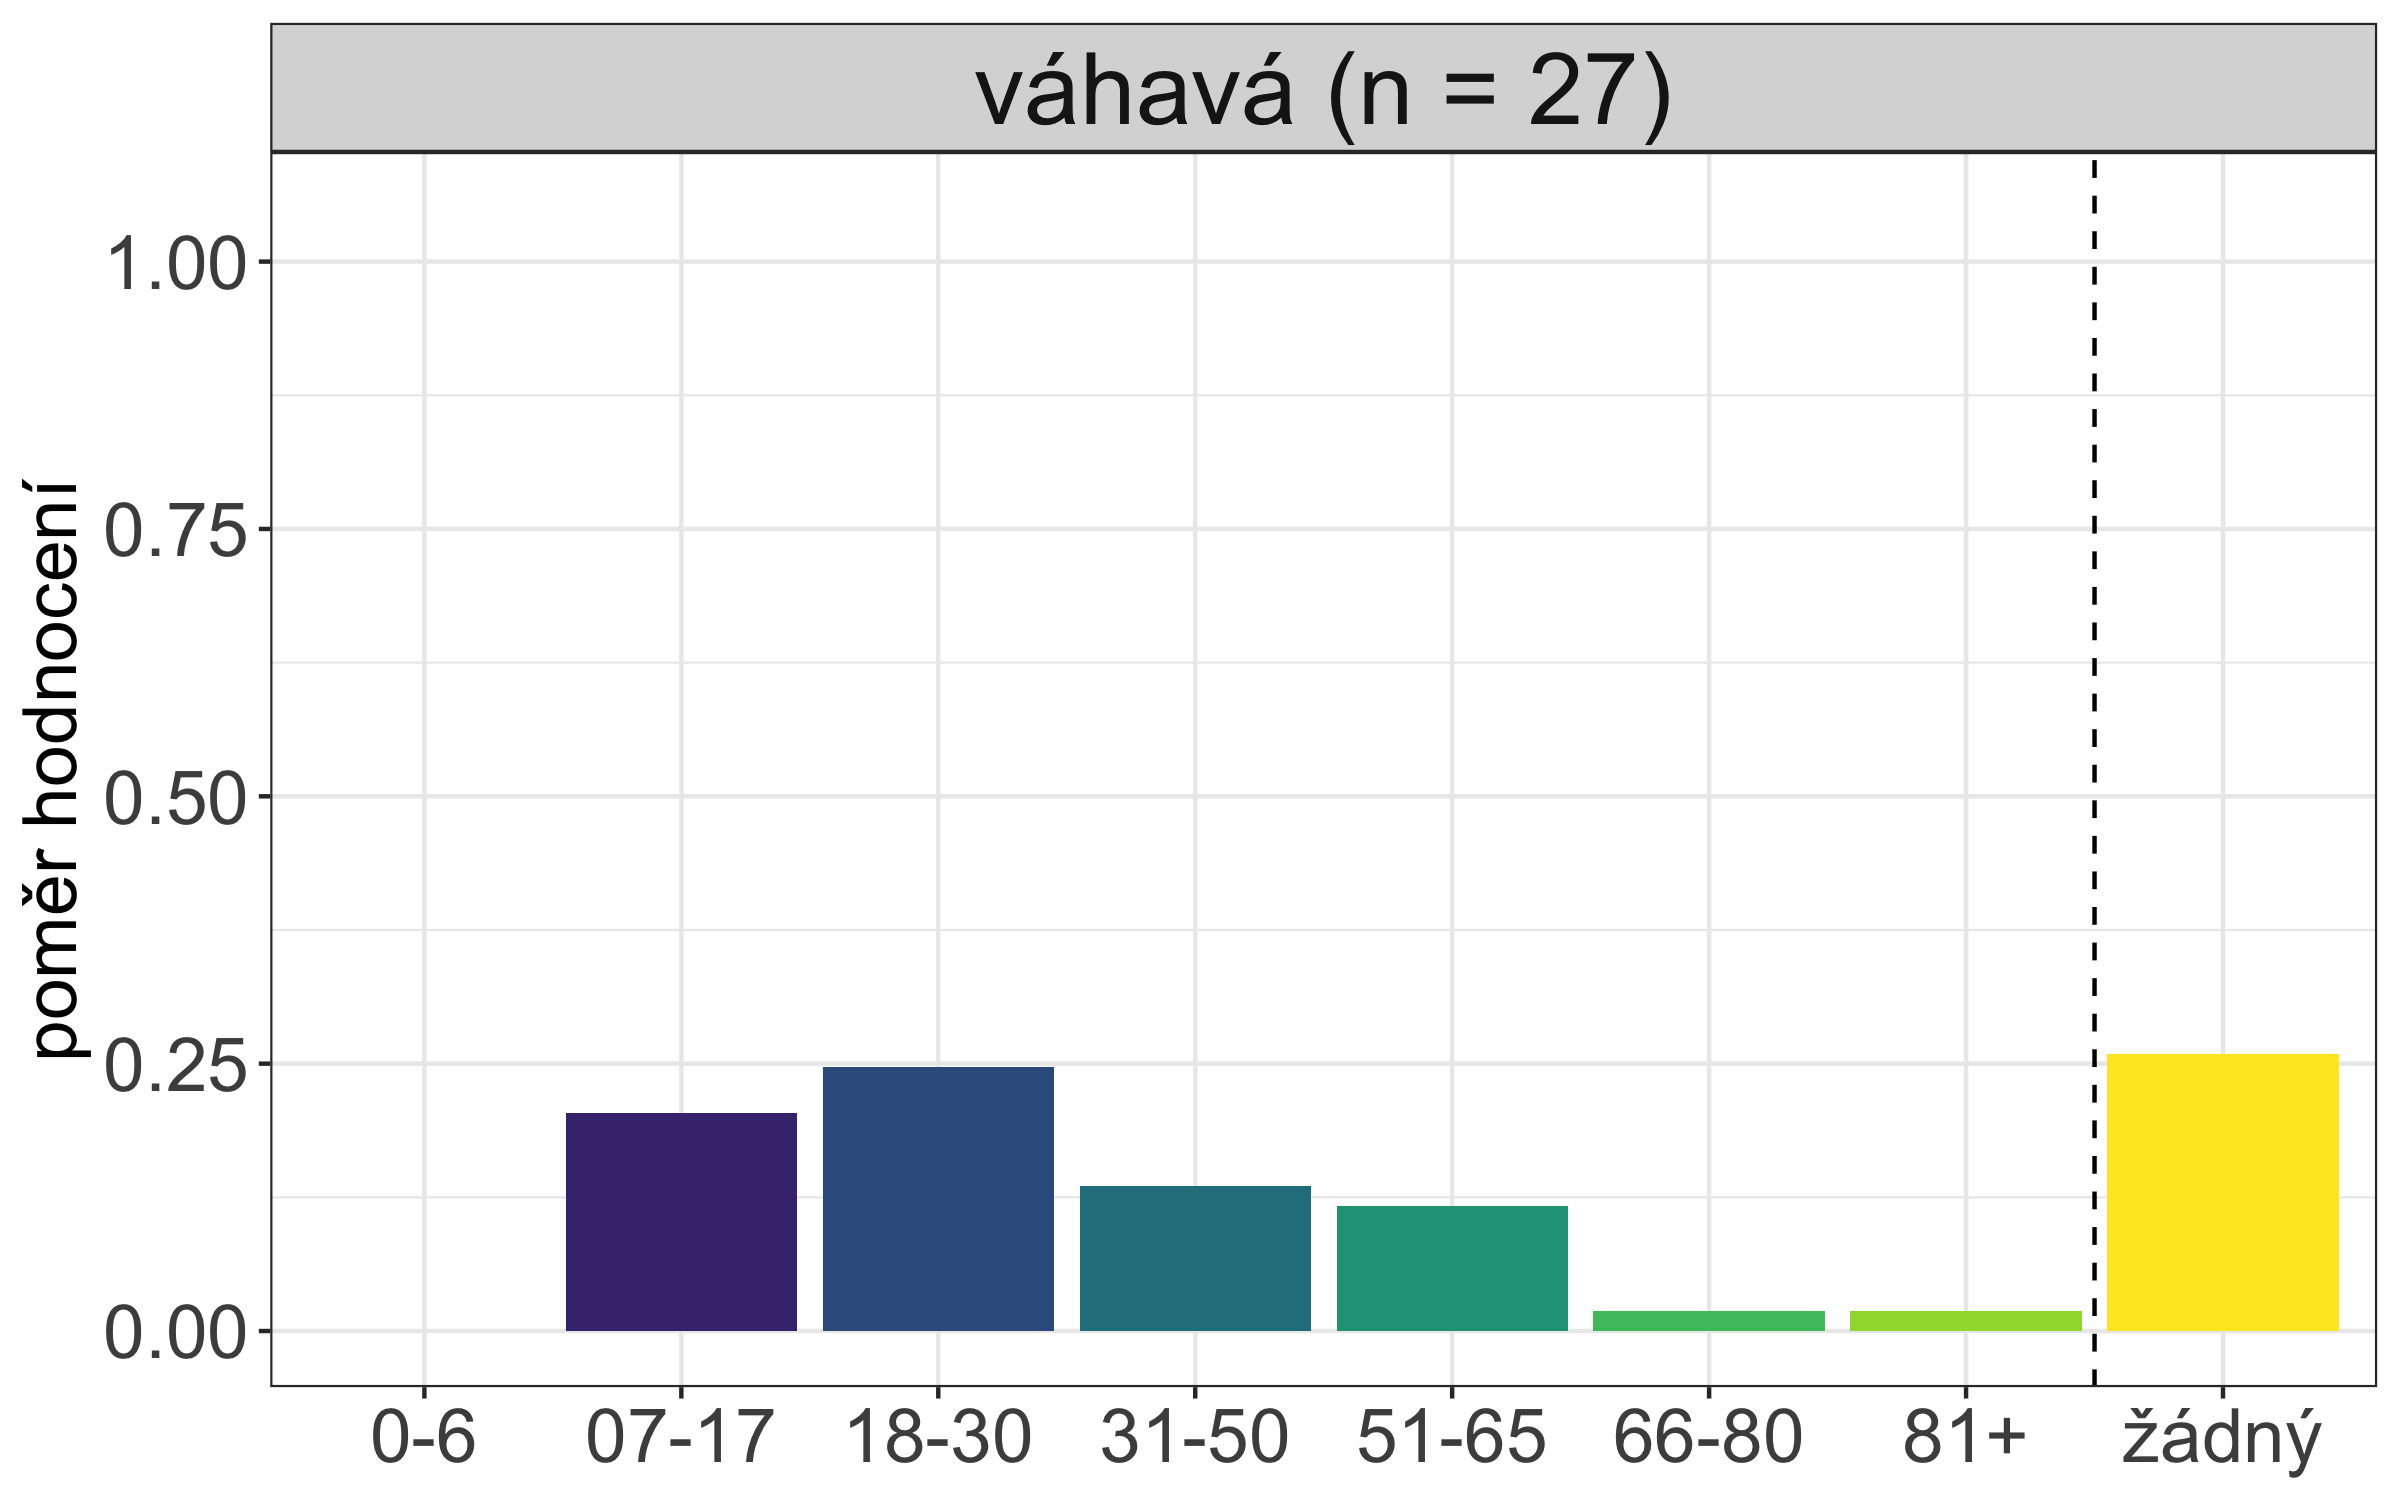 váhavá (n = 27)
poměr hodnocení
1.00
0.75
0.50
0.25
0.00
0-6 07-17 18-30 31-50 51-65 66-80 81+ žádný